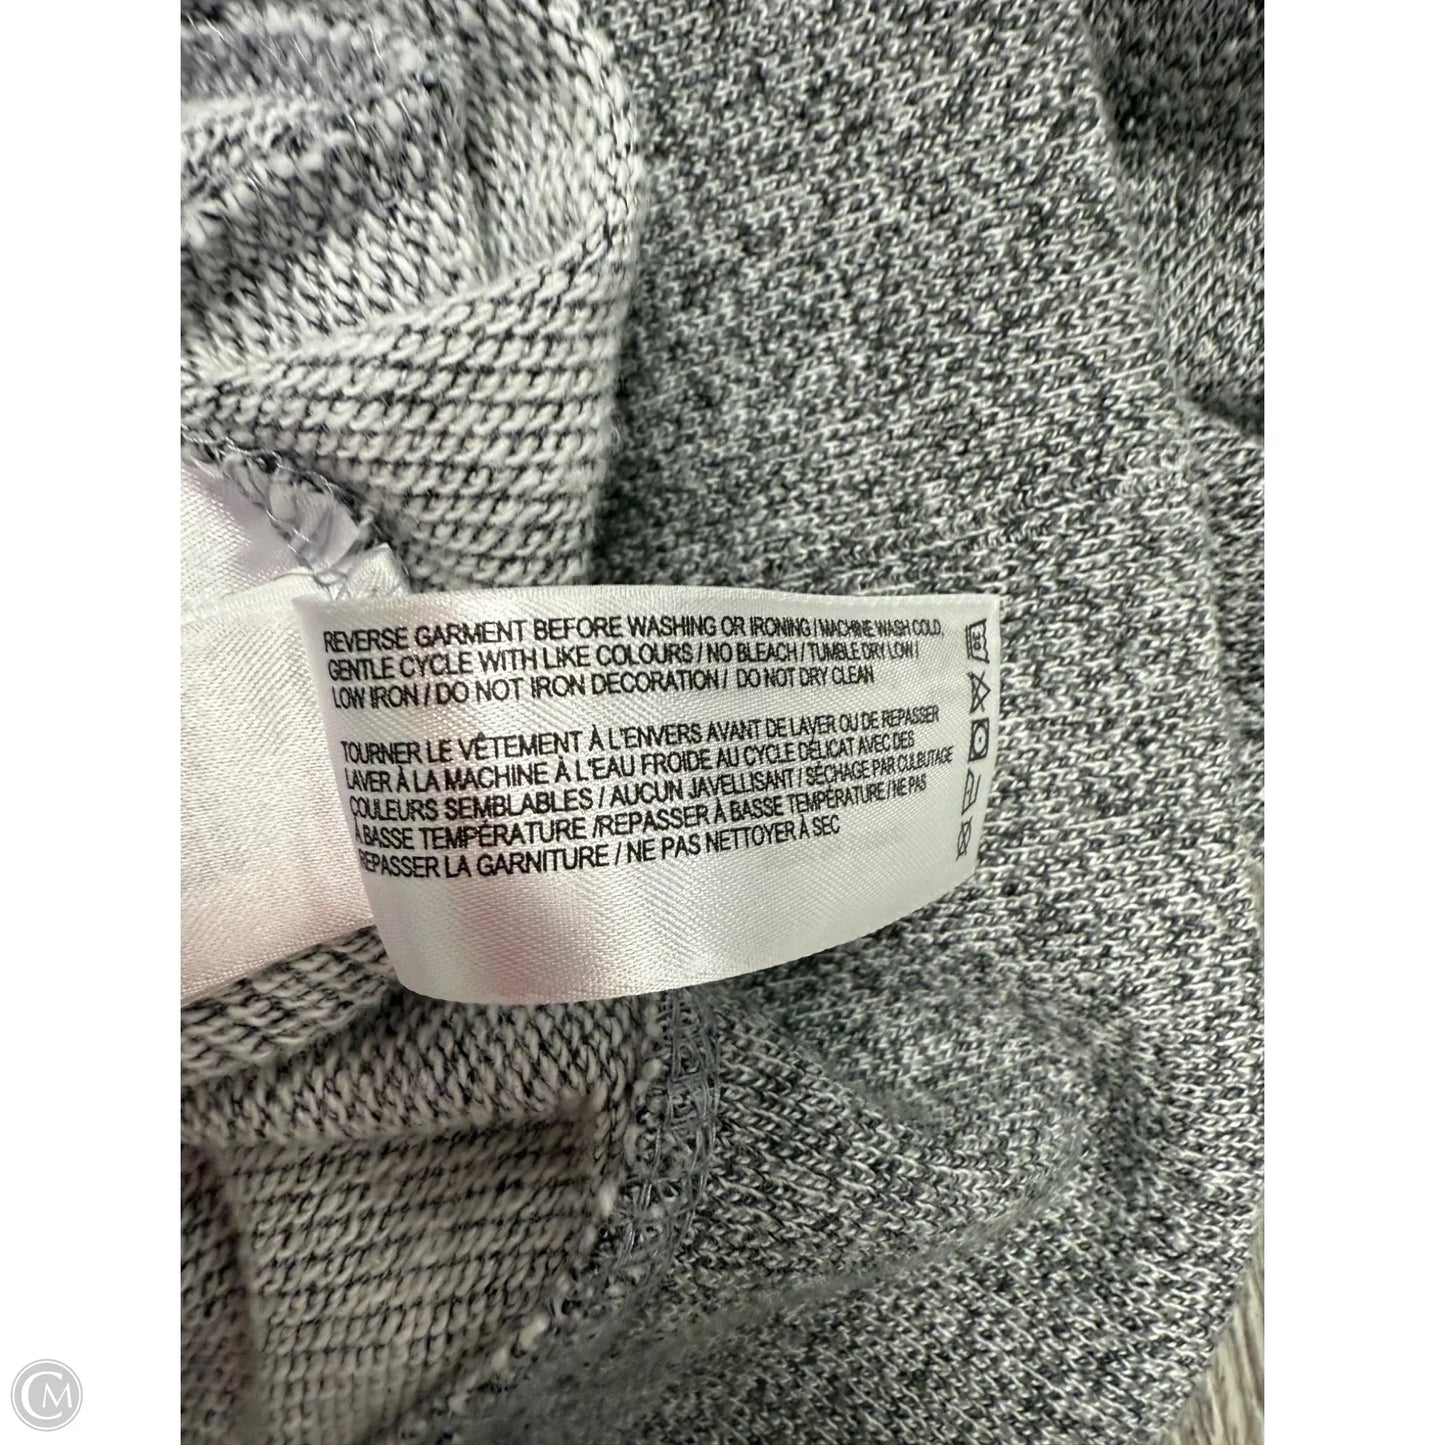 REVERSE GARMENT BEFORE WASHING OR IRONING / MACHINE WASH COLD,
GENTLE CYCLE WITH LIKE COLOURS / NO BLEACH / TUMBLE DRY LOW /
LOW IRON / DO NOT IRON DECORATION / DO NOT DRY CLEAN
TOURNER LE VÊTEMENT À L'ENVERS AVANT DE LAVER OU DE REPASSER
LAVER À LA MACHINE À L'EAU FROIDE AU CYCLE DÉLICAT AVEC DES
COULEURS SEMBLABLES / AUCUN JAVELLISANT / SÉCHAGE PAR CULBUTAGE
À BASSE TEMPÉRATURE /REPASSER À BASSE TEMPÉRATURE / NE PAS
REPASSER LA GARNITURE / NE PAS NETTOYER À SEC
CM